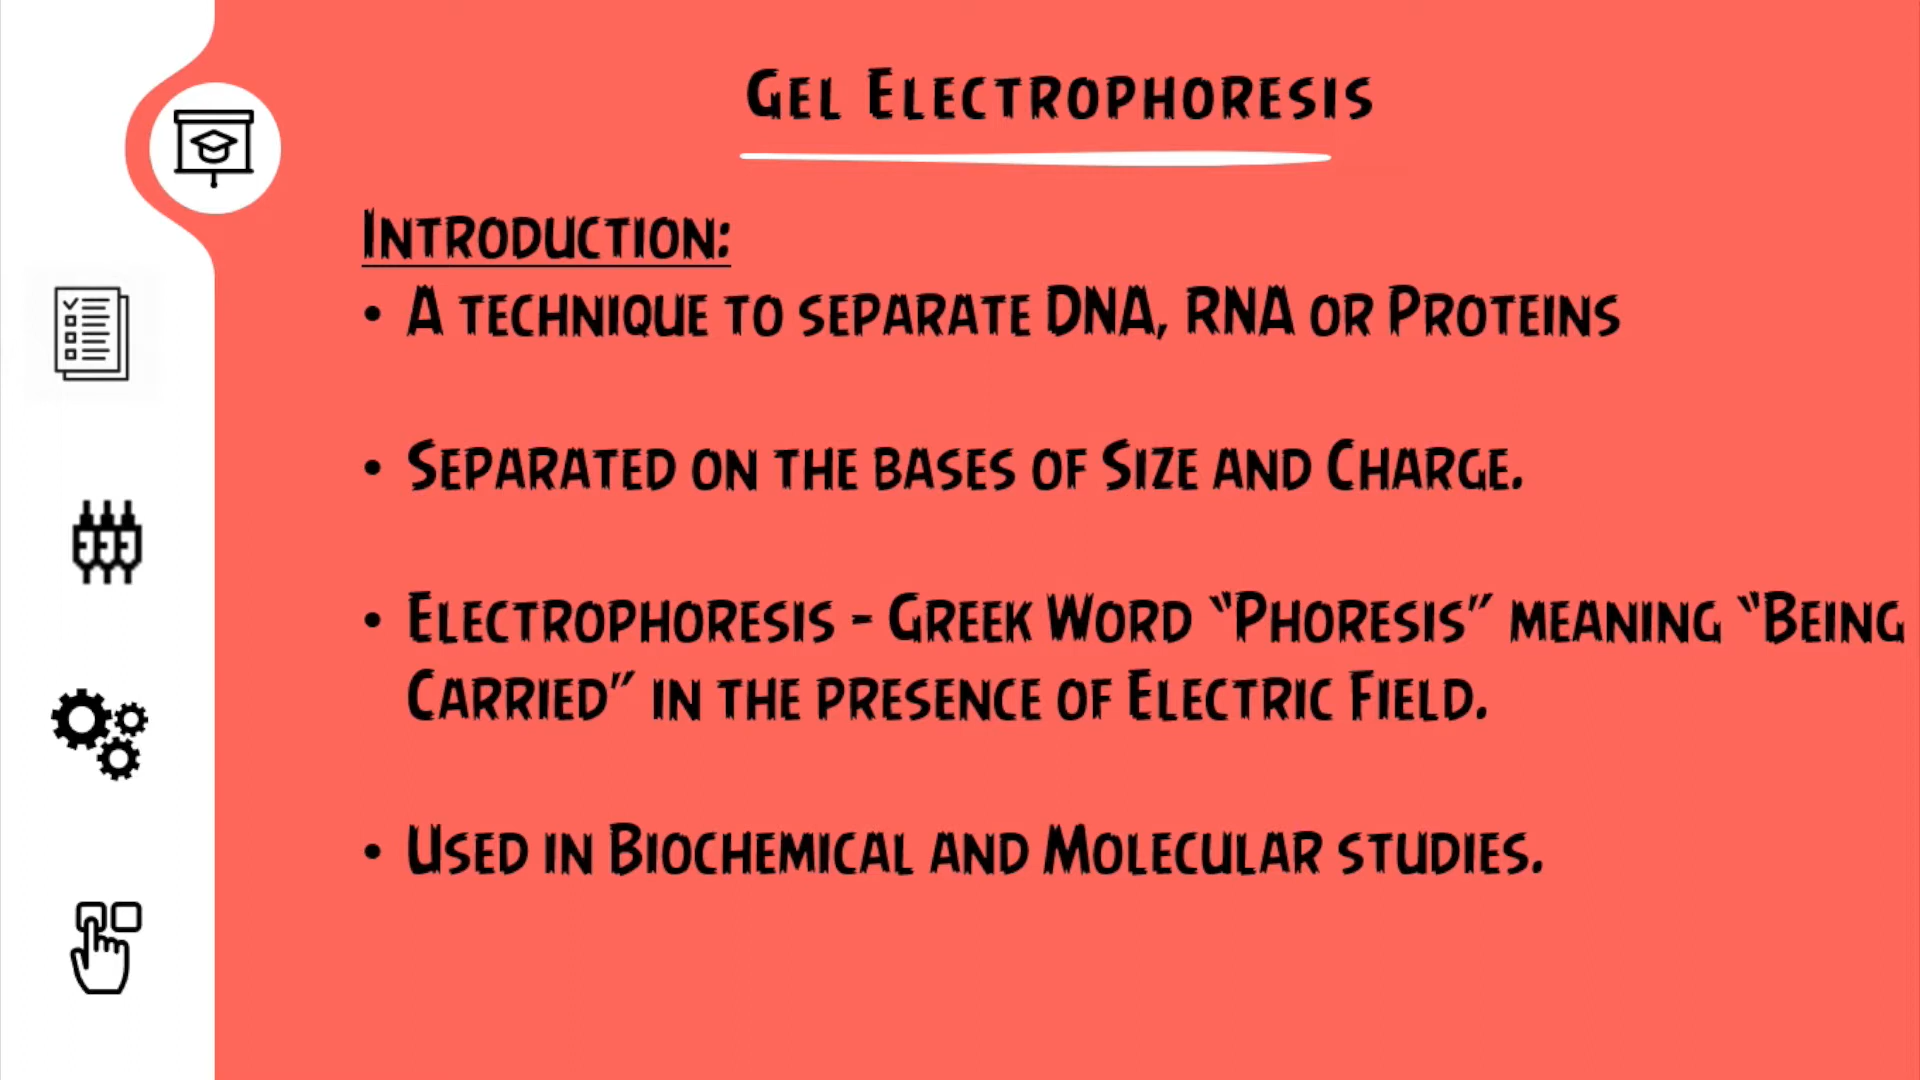 Gel Electrophoresis
Introduction:
• A technique to separate DNA, RNA or Proteins
• Separated on the bases of Size and Charge.
• Electrophoresis - Greek Word "Phoresis" meaning "Being
Carried" in the presence of Electric Field.
• Used in Biochemical and Molecular studies.